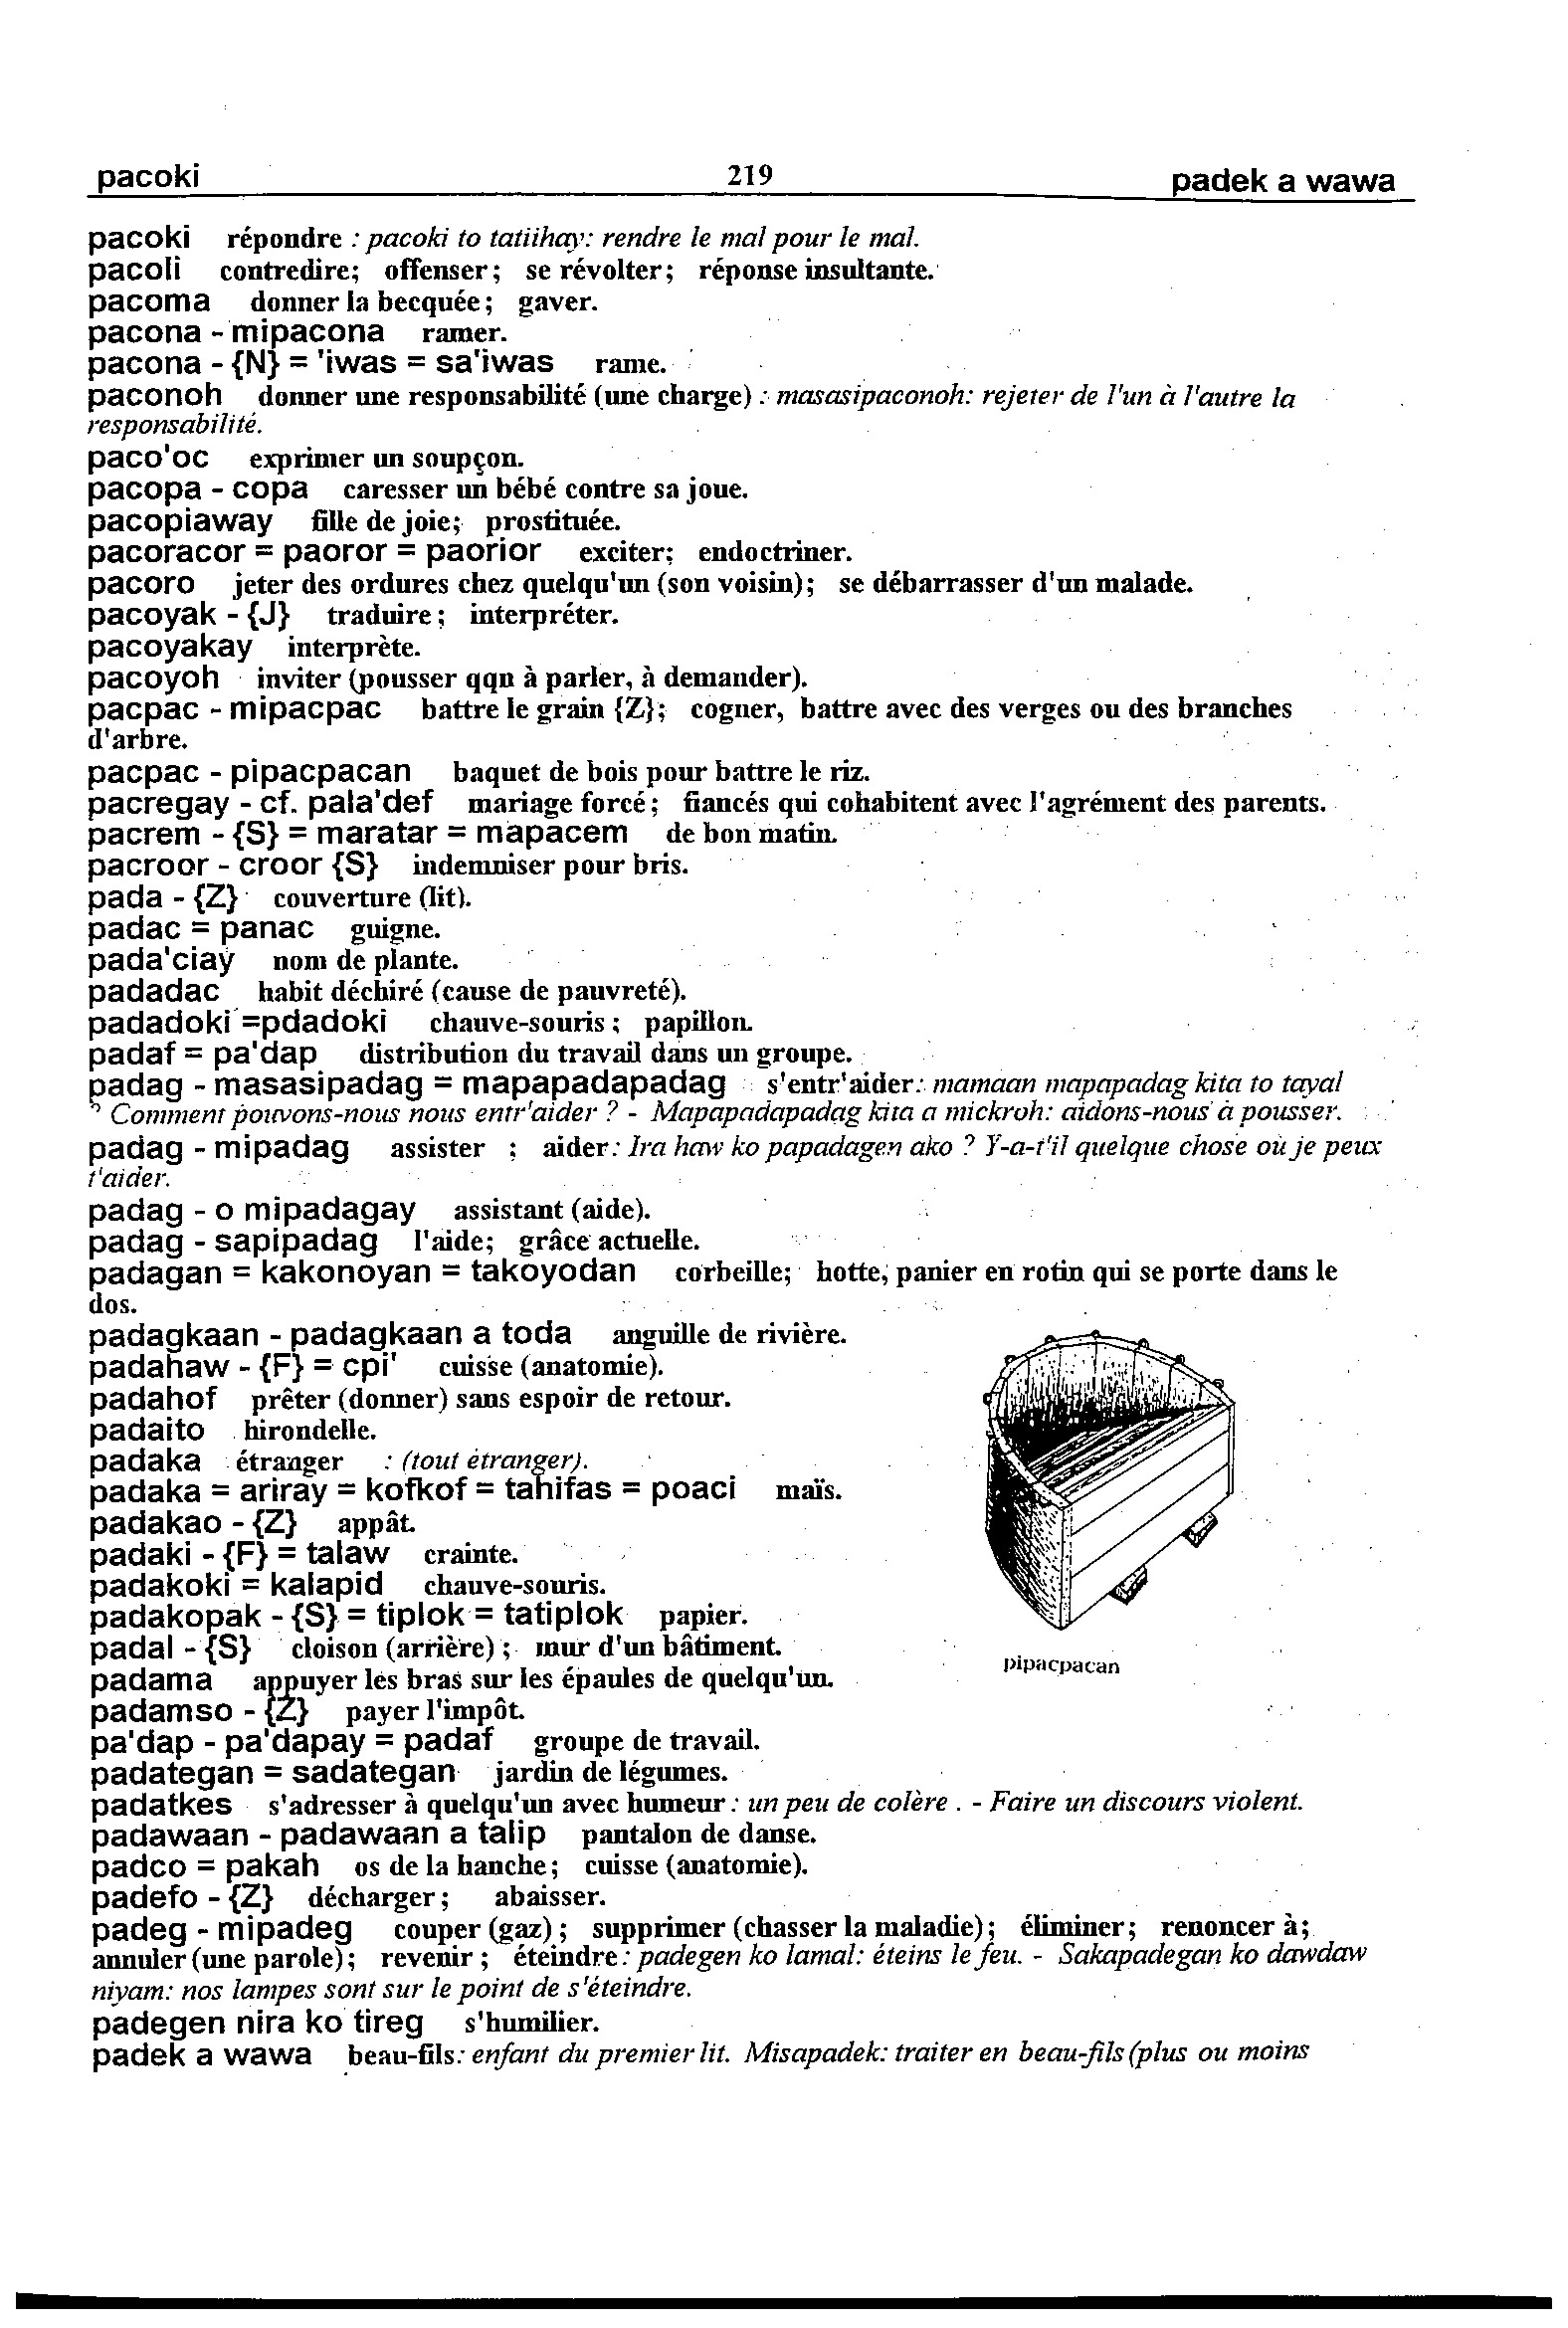 pacoki 219 padek a wawa
pacoki répondre : pacoki to tatiihay: rendre le mal pour le mal.
pacoli contredire; offenser; se révolter; réponse insultante.
pacoma donner la becquée; gaver.
pacona - mipacona ramer.
pacona - {N} = 'iwas = sa'iwas rame.
paconoh donner une responsabilité (une charge) : masasipaconoh: rejeter de l'un à l'autre la
responsabilité.
paco'oc exprimer un soupçon.
pacopa - copa caresser un bébé contre sa joue.
pacopiaway fille de joie; prostituée.
pacoracor = paoror = paorior exciter; endoctriner.
pacoro jeter des ordures chez quelqu'un (son voisin); se débarrasser d'un malade.
pacoyak - {J} traduire; interpréter.
pacoyakay interprète.
pacoyoh inviter (pousser qqn à parler, à demander).
pacpac - mipacpac battre le grain {Z}; cogner, battre avec des verges ou des branches
d'arbre.
pacpac - pipacpacan baquet de bois pour battre le riz.
pacregay - cf. pala'def mariage forcé; fiancés qui cohabitent avec l'agrément des parents.
pacrem - {S} = maratar = mapacem de bon matin.
pacroor - croor {S} indemniser pour bris.
pada - {Z} couverture (lit).
padac = panac guigne.
pada'ciay nom de plante.
padadac habit déchiré (cause de pauvreté).
padadoki =pdadoki chauve-souris; papillon.
padaf = pa'dap distribution du travail dans un groupe.
padag - masasipadag = mapapadapadag s'entr'aider: mamaan mapapadag kita to tayal
? Comment pouvons-nous nous entr'aider ? - Mapapadapadag kita a mickroh: aidons-nous à pousser.
padag - mipadag assister ; aider: Ira haw ko papadagen ako ? Y-a-t'il quelque chose où je peux
t'aider.
padag - o mipadagay assistant (aide).
padag - sapipadag l'aide; grâce actuelle.
padagan = kakonoyan = takoyodan corbeille; hotte, panier en rotin qui se porte dans le
dos.
padagkaan - padagkaan a toda anguille de rivière.
padahaw - {F} = cpi' cuisse (anatomie).
padahof prêter (donner) sans espoir de retour.
padaito hirondelle.
padaka étranger : (tout étranger).
padaka = ariray = kofkof = tahifas = poaci maïs.
padakao - {Z} appât.
padaki - {F} = talaw crainte.
padakoki = kalapid chauve-souris.
padakopak - {S} = tiplok = tatiplok papier.
padal - {S} cloison (arrière) ; mur d'un bâtiment.
pipacpacan
padama appuyer les bras sur les épaules de quelqu'un.
padamso - {Z} payer l'impôt.
pa'dap - pa'dapay = padaf groupe de travail.
padategan = sadategan jardin de légumes.
padatkes s'adresser à quelqu'un avec humeur : un peu de colère . - Faire un discours violent.
padawaan - padawaan a talip pantalon de danse.
padco = pakah os de la hanche; cuisse (anatomie).
padefo - {Z} décharger; abaisser.
padeg - mipadeg couper (gaz) ; supprimer (chasser la maladie); éliminer; renoncer à;
annuler (une parole); revenir ; éteindre : padegen ko lamal: éteins le feu. - Sakapadegan ko dawdaw
niyam: nos lampes sont sur le point de s'éteindre.
padegen nira ko tireg s'humilier.
padek a wawa beau-fils: enfant du premier lit. Misapadek: traiter en beau-fils (plus ou moins